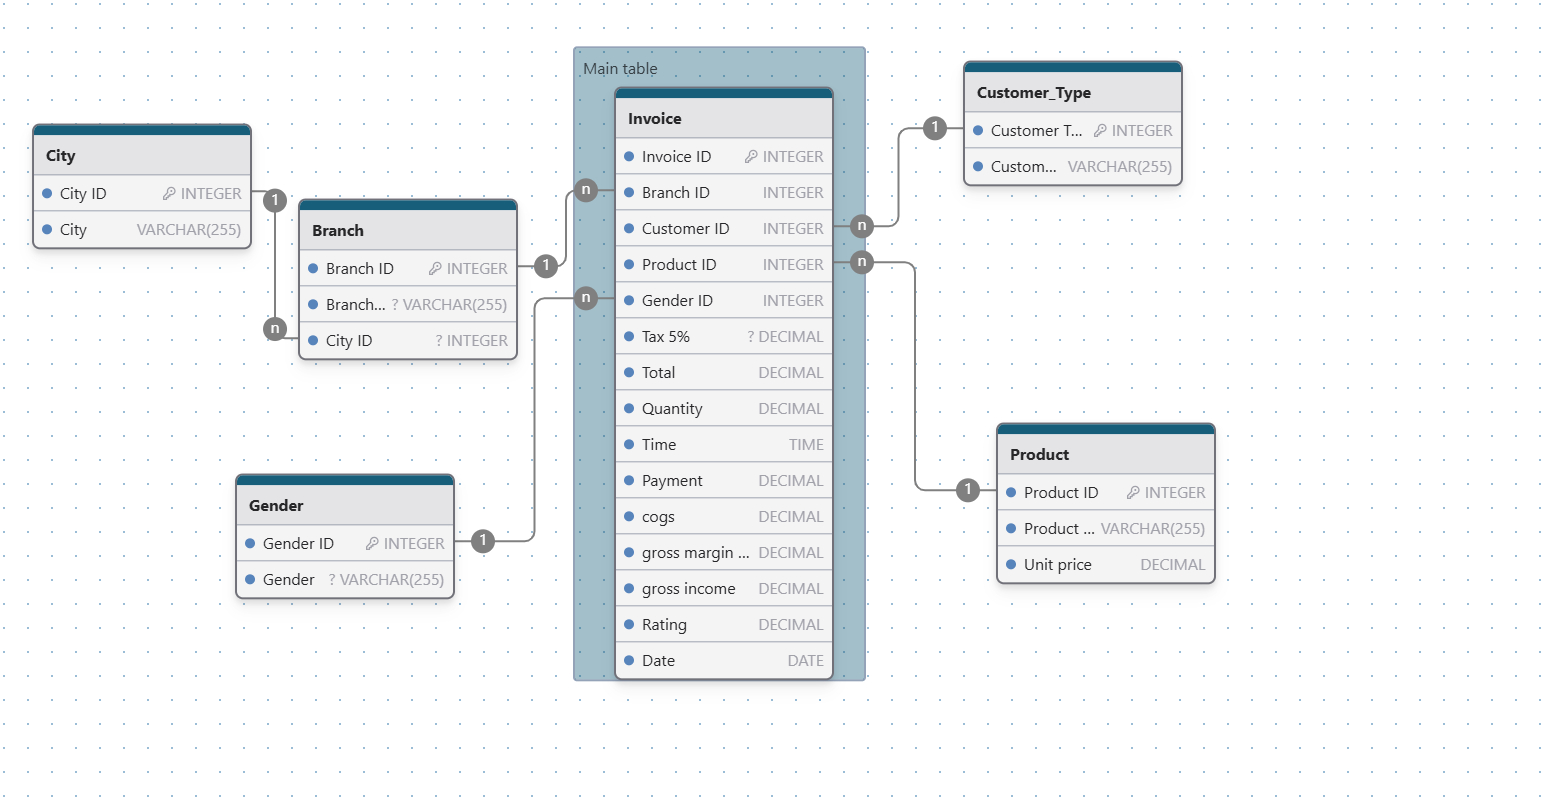 Main table
City
City ID INTEGER
City VARCHAR(255)
1
n
Branch
Branch ID INTEGER
Branch... ? VARCHAR(255)
City ID ? INTEGER
1
n
Gender
Gender ID INTEGER
Gender ? VARCHAR(255)
1
n
Invoice
Invoice ID INTEGER
Branch ID INTEGER
Customer ID INTEGER
Product ID INTEGER
Gender ID INTEGER
Tax 5% ? DECIMAL
Total DECIMAL
Quantity DECIMAL
Time TIME
Payment DECIMAL
cogs DECIMAL
gross margin ... DECIMAL
gross income DECIMAL
Rating DECIMAL
Date DATE
n
1
n
1
Customer_Type
Customer T... INTEGER
Custom... VARCHAR(255)
Product
Product ID INTEGER
Product ... VARCHAR(255)
Unit price DECIMAL